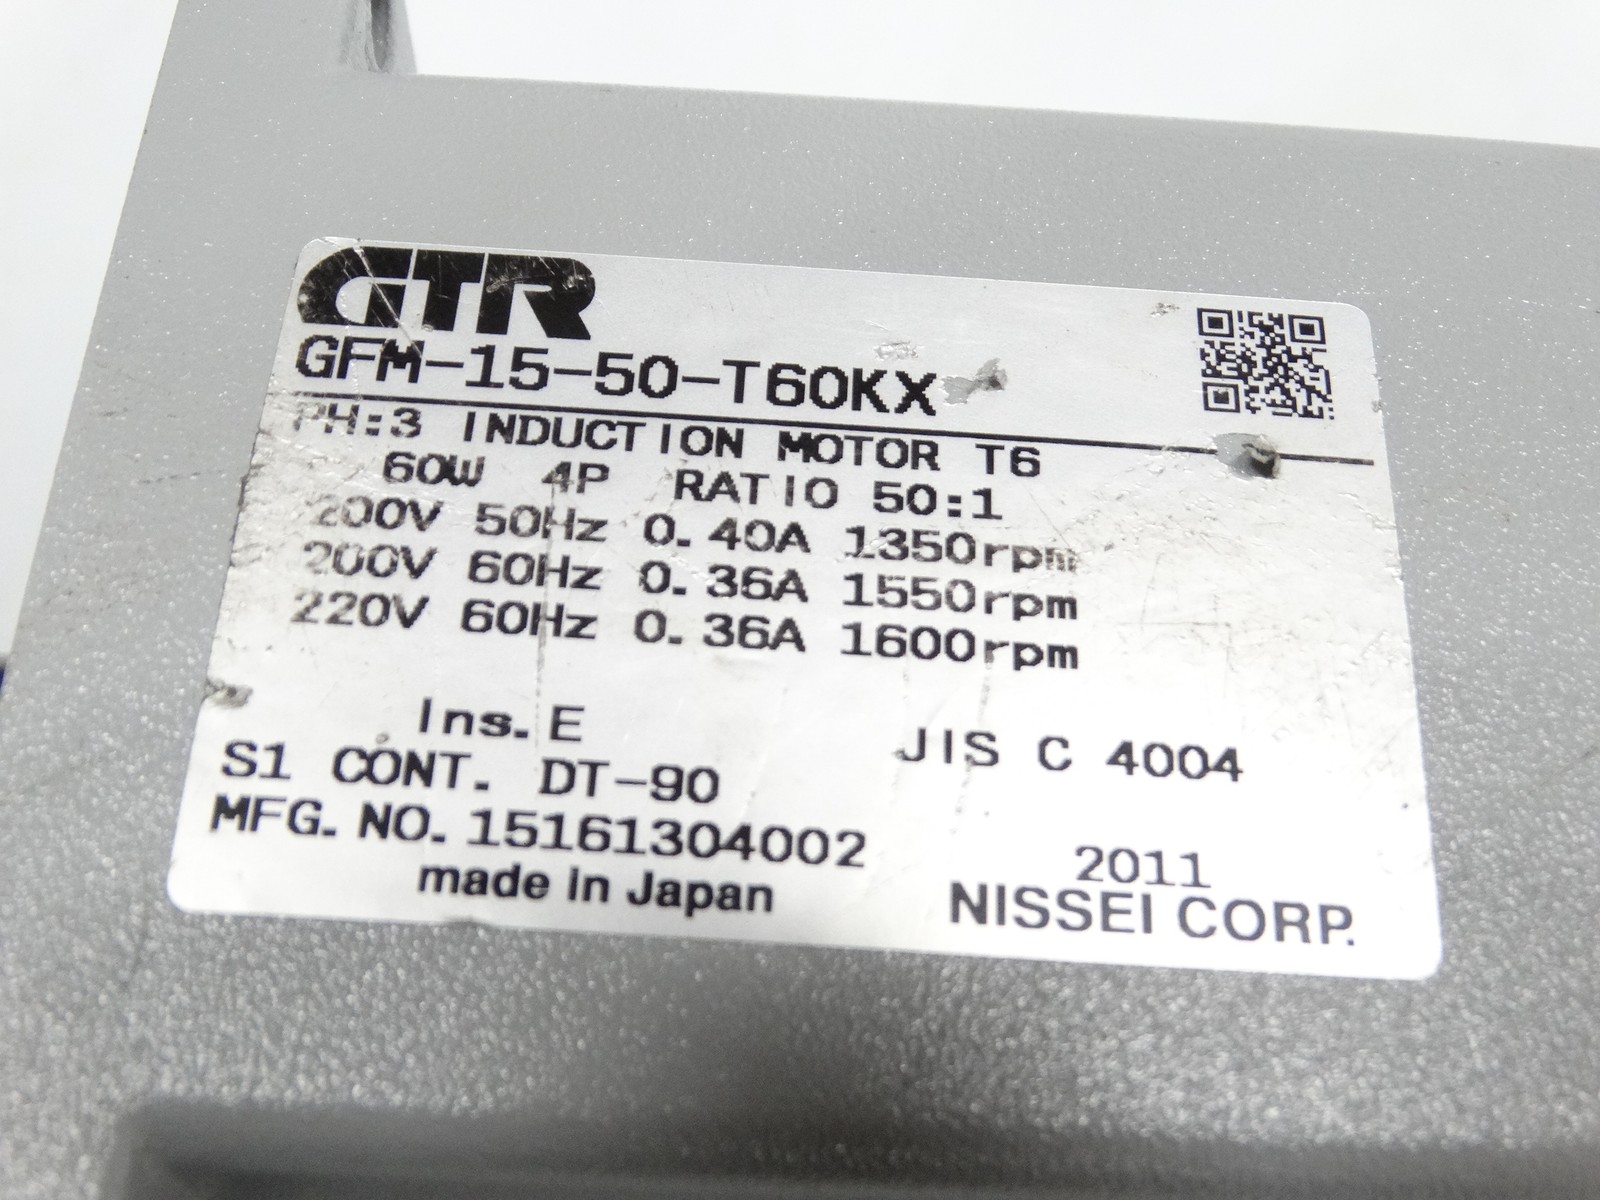 GTR
GFM-15-50-T60KX
PH:3 INDUCTION MOTOR T6
60W 4P RATIO 50:1
200V 50Hz 0.40A 1350rpm
200V 60Hz 0.36A 1550rpm
220V 60Hz 0.36A 1600rpm
Ins. E JIS C 4004
S1 CONT. DT-90
MFG. NO. 15161304002
made in Japan
2011
NISSEI CORP.